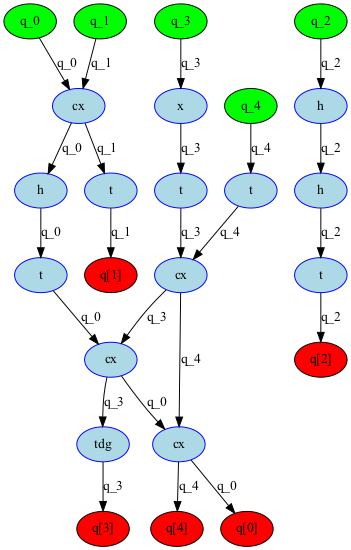 q_0 q_1 q_3 q_2
q_0 q_1 q_3 q_2
cx x q_4 h
q_0 q_1 q_3 q_4 q_2
h t t t h
q_0 q_1 q_3 q_4 q_2
t q[1] cx t
q_0 q_3 q_4 q_2
cx q[2]
q_3 q_0
tdg cx
q_3 q_4 q_0
q[3] q[4] q[0]